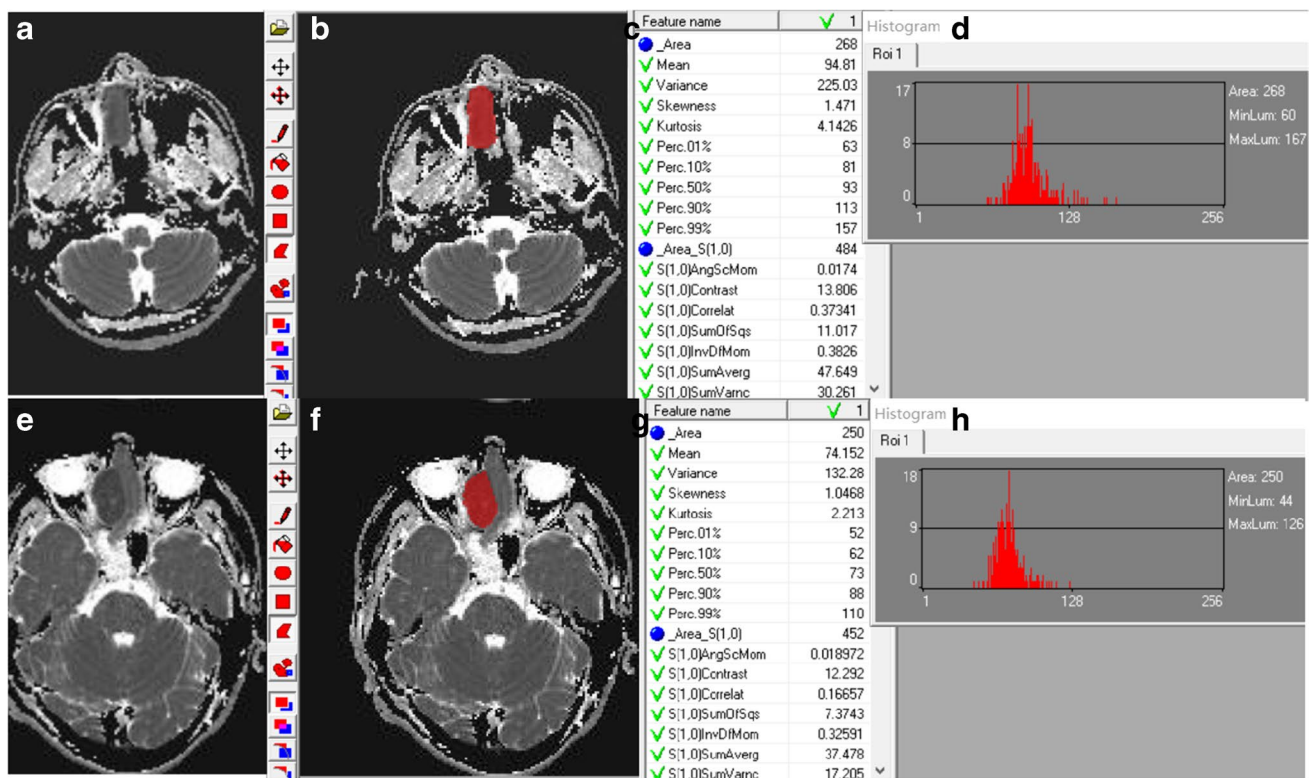 a
b
c
Feature name 1
_Area 268
Mean 94.81
Variance 225.03
Skewness 1.471
Kurtosis 4.1426
Perc.01% 63
Perc.10% 81
Perc.50% 93
Perc.90% 113
Perc.99% 157
_Area_S(1,0) 484
S(1,0)AngScMom 0.0174
S(1,0)Contrast 13.806
S(1,0)Correlat 0.37341
S(1,0)SumOfSqs 11.017
S(1,0)InvDfMom 0.3826
S(1,0)SumAverg 47.649
S(1,0)SumVarnc 30.261
Histogram d
Roi 1
17
8
0
1 128 256
Area: 268
MinLum: 60
MaxLum: 167
e
f
g
Feature name 1
_Area 250
Mean 74.152
Variance 132.28
Skewness 1.0468
Kurtosis 2.213
Perc.01% 52
Perc.10% 62
Perc.50% 73
Perc.90% 88
Perc.99% 110
_Area_S(1,0) 452
S(1,0)AngScMom 0.018972
S(1,0)Contrast 12.292
S(1,0)Correlat 0.16657
S(1,0)SumOfSqs 7.3743
S(1,0)InvDfMom 0.32591
S(1,0)SumAverg 37.478
S(1,0)SumVarnc 17.205
Histogram h
Roi 1
18
9
0
1 128 256
Area: 250
MinLum: 44
MaxLum: 126